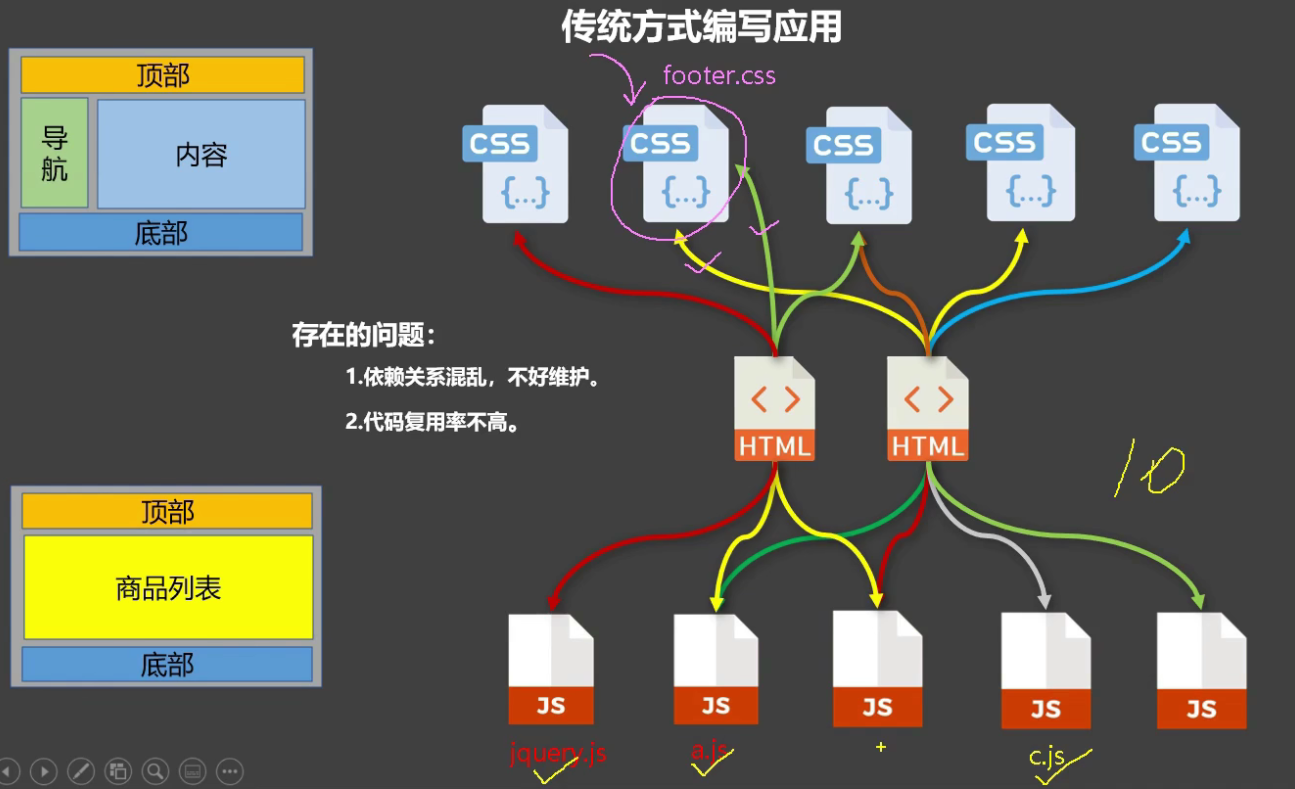 传统方式编写应用
footer.css
顶部
导航
内容
底部
CSS
{...}
CSS
{...}
CSS
{...}
CSS
{...}
CSS
{...}
存在的问题：
1.依赖关系混乱，不好维护。
2.代码复用率不高。
< >
HTML
< >
HTML
10
顶部
商品列表
底部
JS
JS
JS
JS
JS
jquery.js
a.js
+
c.js